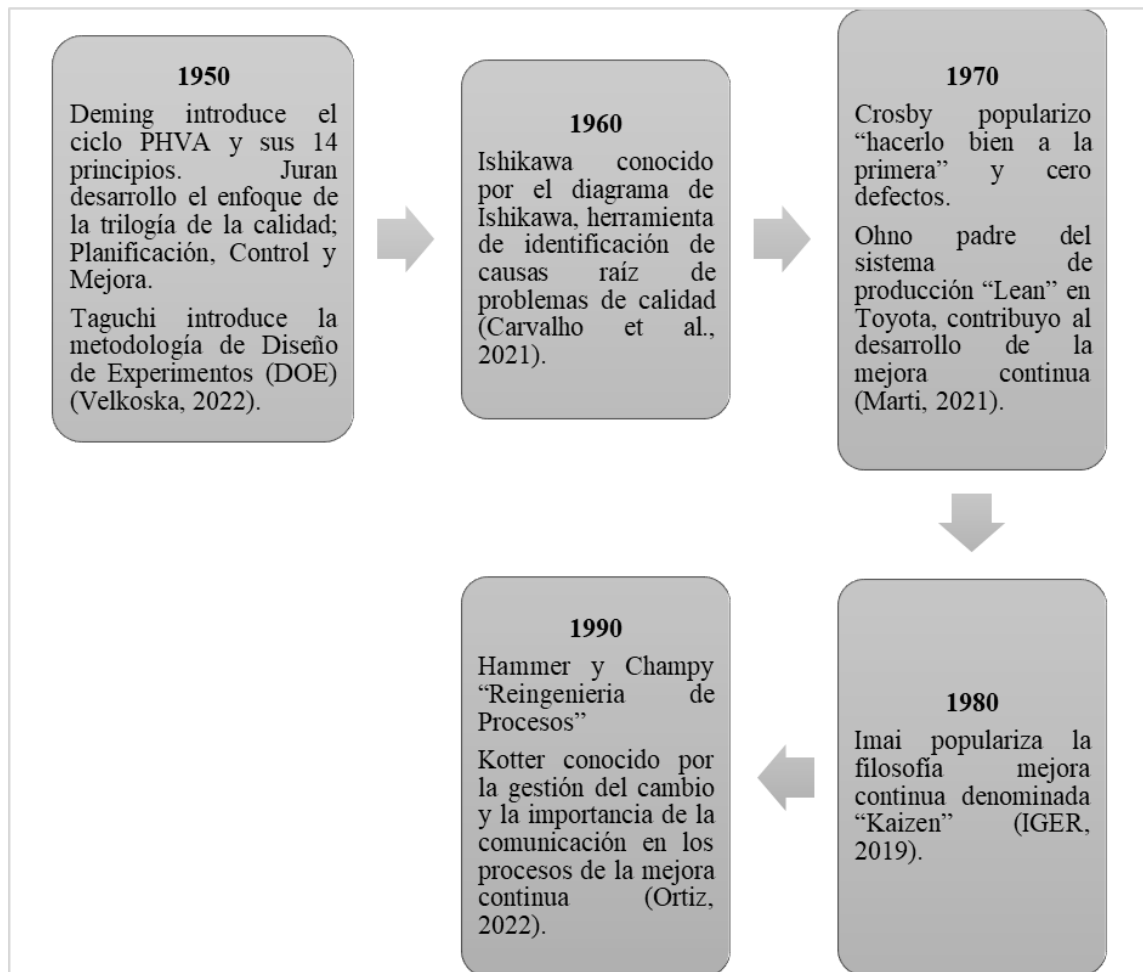 1950
Deming introduce el
ciclo PHVA y sus 14
principios. Juran
desarrollo el enfoque de
la trilogía de la calidad;
Planificación, Control y
Mejora.
Taguchi introduce la
metodología de Diseño
de Experimentos (DOE)
(Velkoska, 2022).
1960
Ishikawa conocido
por el diagrama de
Ishikawa, herramienta
de identificación de
causas raíz de
problemas de calidad
(Carvalho et al.,
2021).
1970
Crosby popularizo
“hacerlo bien a la
primera” y cero
defectos.
Ohno padre del
sistema de
producción “Lean” en
Toyota, contribuyo al
desarrollo de la
mejora continua
(Marti, 2021).
1980
Imai populariza la
filosofía mejora
continua denominada
“Kaizen” (IGER,
2019).
1990
Hammer y Champy
“Reingenieria de
Procesos”
Kotter conocido por
la gestión del cambio
y la importancia de la
comunicación en los
procesos de la mejora
continua (Ortiz,
2022).